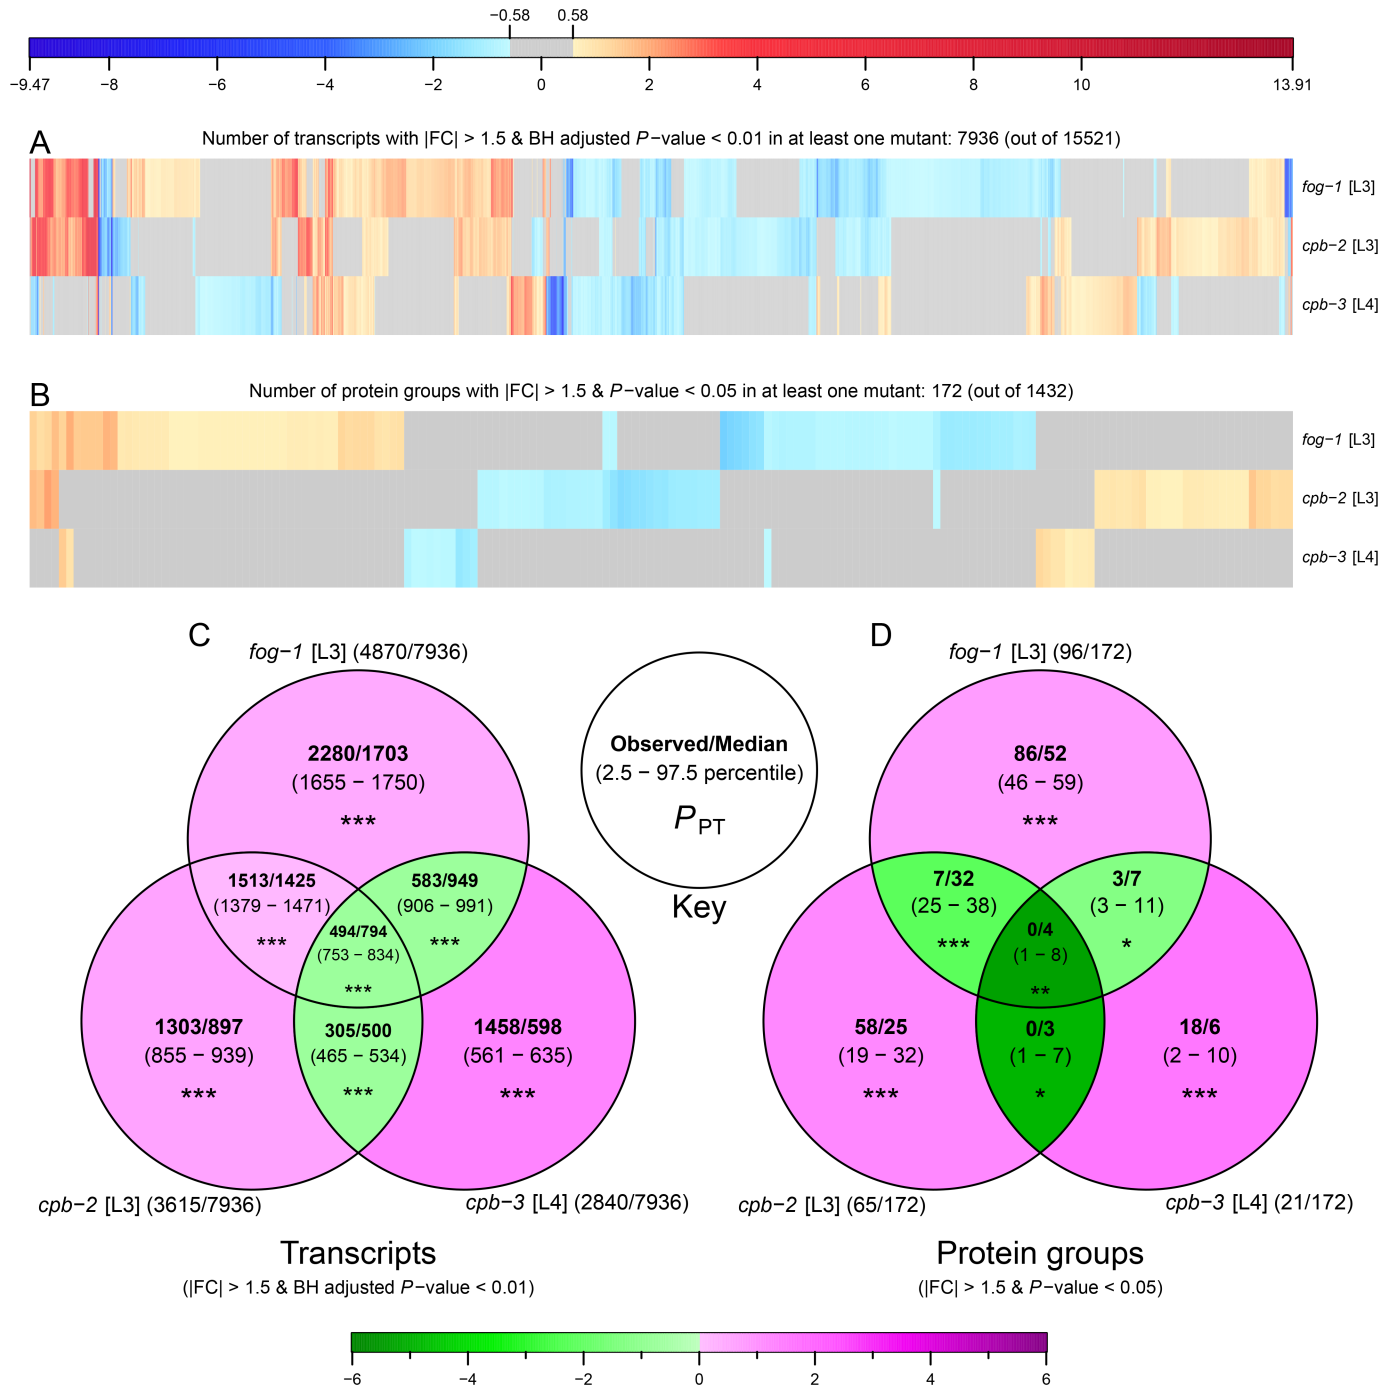 −0.58 0.58
−9.47 −8 −6 −4 −2 0 2 4 6 8 10 13.91
A
Number of transcripts with |FC| > 1.5 & BH adjusted P−value < 0.01 in at least one mutant: 7936 (out of 15521)
fog−1 [L3]
cpb−2 [L3]
cpb−3 [L4]
B
Number of protein groups with |FC| > 1.5 & P−value < 0.05 in at least one mutant: 172 (out of 1432)
fog−1 [L3]
cpb−2 [L3]
cpb−3 [L4]
C
fog−1 [L3] (4870/7936)
2280/1703
(1655 − 1750)
***
1513/1425
(1379 − 1471)
***
583/949
(906 − 991)
***
494/794
(753 − 834)
***
1303/897
(855 − 939)
***
305/500
(465 − 534)
***
1458/598
(561 − 635)
***
cpb−2 [L3] (3615/7936)
cpb−3 [L4] (2840/7936)
Transcripts
(|FC| > 1.5 & BH adjusted P−value < 0.01)
Observed/Median
(2.5 − 97.5 percentile)
PPT
Key
D
fog−1 [L3] (96/172)
86/52
(46 − 59)
***
7/32
(25 − 38)
***
3/7
(3 − 11)
*
0/4
(1 − 8)
**
58/25
(19 − 32)
***
0/3
(1 − 7)
*
18/6
(2 − 10)
***
cpb−2 [L3] (65/172)
cpb−3 [L4] (21/172)
Protein groups
(|FC| > 1.5 & P−value < 0.05)
−6 −4 −2 0 2 4 6